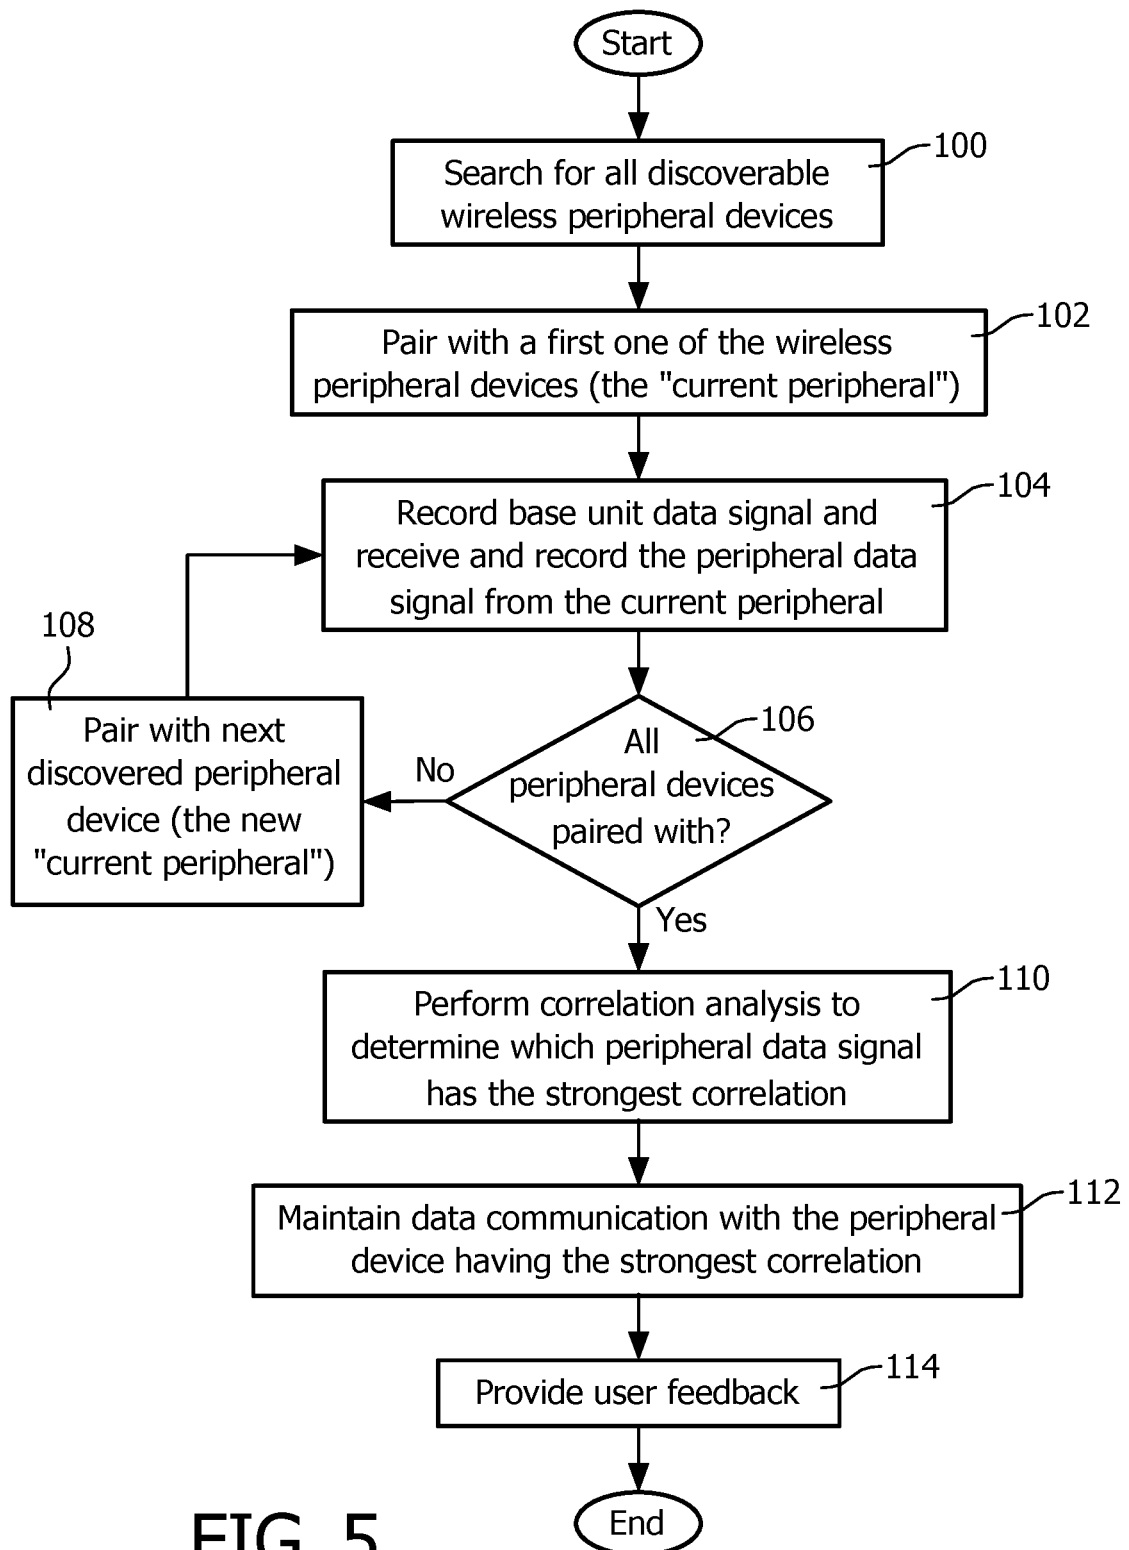 Start
100
Search for all discoverable
wireless peripheral devices
102
Pair with a first one of the wireless
peripheral devices (the "current peripheral")
104
Record base unit data signal and
receive and record the peripheral data
signal from the current peripheral
108
Pair with next
discovered peripheral
device (the new
"current peripheral")
No
106
All
peripheral devices
paired with?
Yes
110
Perform correlation analysis to
determine which peripheral data signal
has the strongest correlation
112
Maintain data communication with the peripheral
device having the strongest correlation
114
Provide user feedback
End
FIG. 5